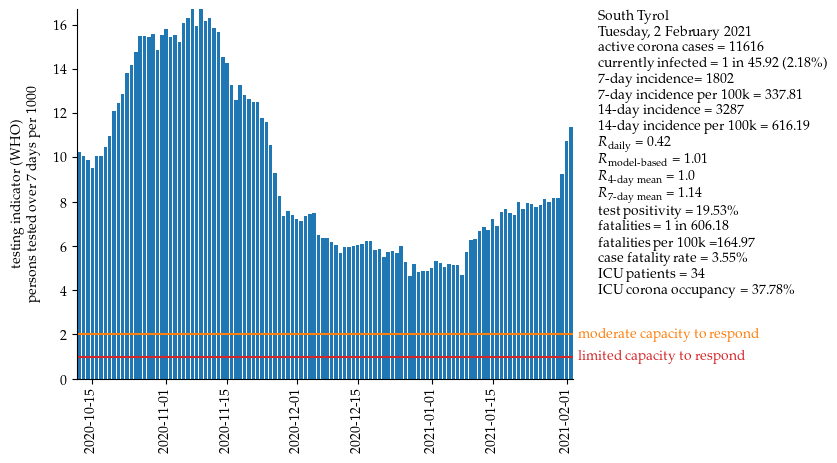 South Tyrol
Tuesday, 2 February 2021
active corona cases = 11616
currently infected = 1 in 45.92 (2.18%)
7-day incidence= 1802
7-day incidence per 100k = 337.81
14-day incidence = 3287
14-day incidence per 100k = 616.19
Rdaily = 0.42
Rmodel-based = 1.01
R4-day mean = 1.0
R7-day mean = 1.14
test positivity = 19.53%
fatalities = 1 in 606.18
fatalities per 100k =164.97
case fatality rate = 3.55%
ICU patients = 34
ICU corona occupancy = 37.78%
testing indicator (WHO)
persons tested over 7 days per 1000
16
14
12
10
8
6
4
2
0
moderate capacity to respond
limited capacity to respond
2020-10-15
2020-11-01
2020-11-15
2020-12-01
2020-12-15
2021-01-01
2021-01-15
2021-02-01